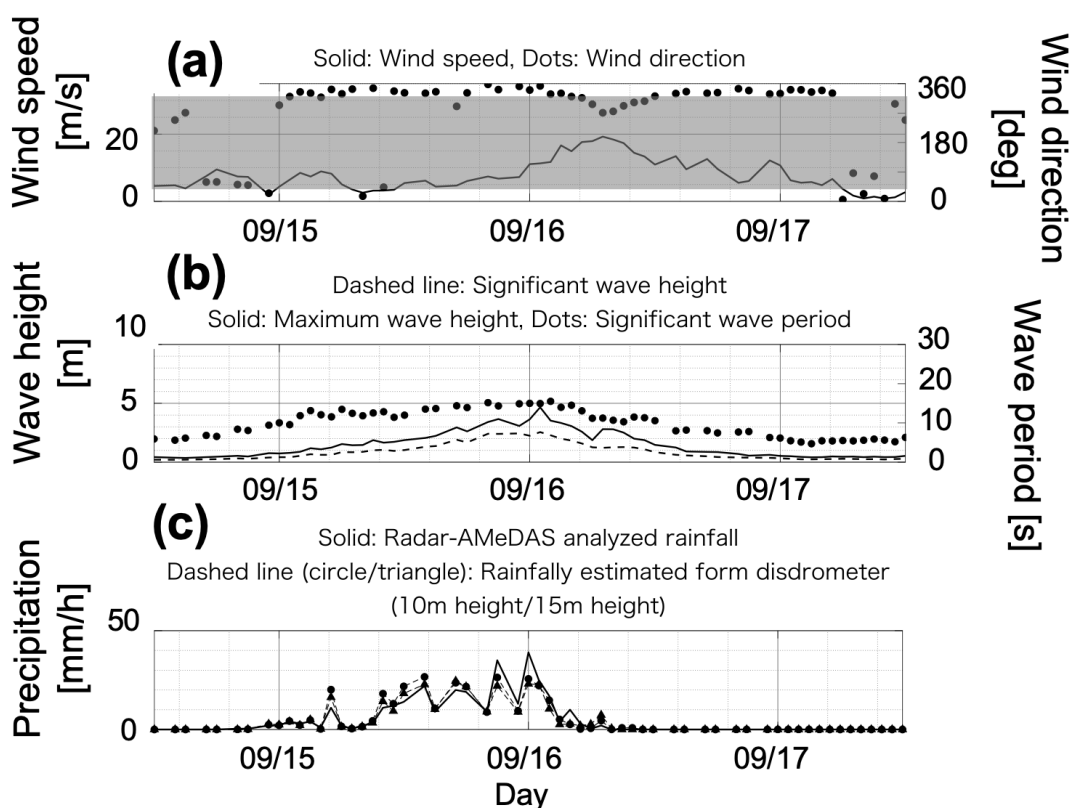 (a)
Solid: Wind speed, Dots: Wind direction
Wind speed
[m/s]
20
0
360
180
0
Wind direction
[deg]
09/15
09/16
09/17
(b)
Dashed line: Significant wave height
Solid: Maximum wave height, Dots: Significant wave period
Wave height
[m]
10
5
0
30
20
10
0
Wave period [s]
09/15
09/16
09/17
(c)
Solid: Radar-AMeDAS analyzed rainfall
Dashed line (circle/triangle): Rainfally estimated form disdrometer
(10m height/15m height)
Precipitation
[mm/h]
50
0
09/15
09/16
09/17
Day